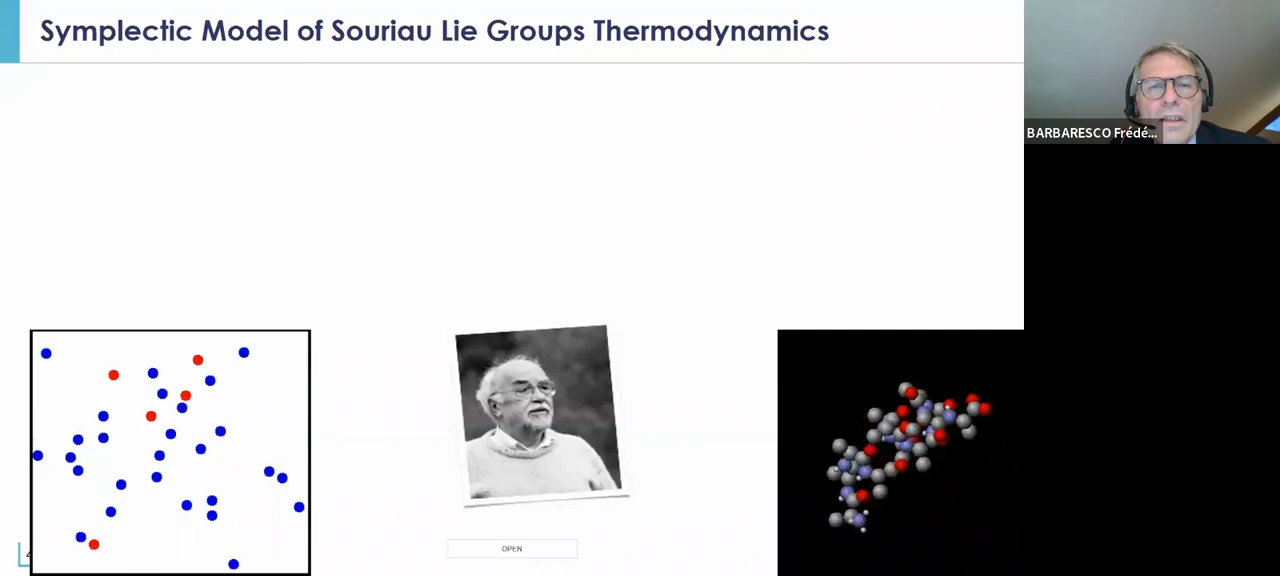 Symplectic Model of Souriau Lie Groups Thermodynamics
BARBARESCO Frédé...
OPEN